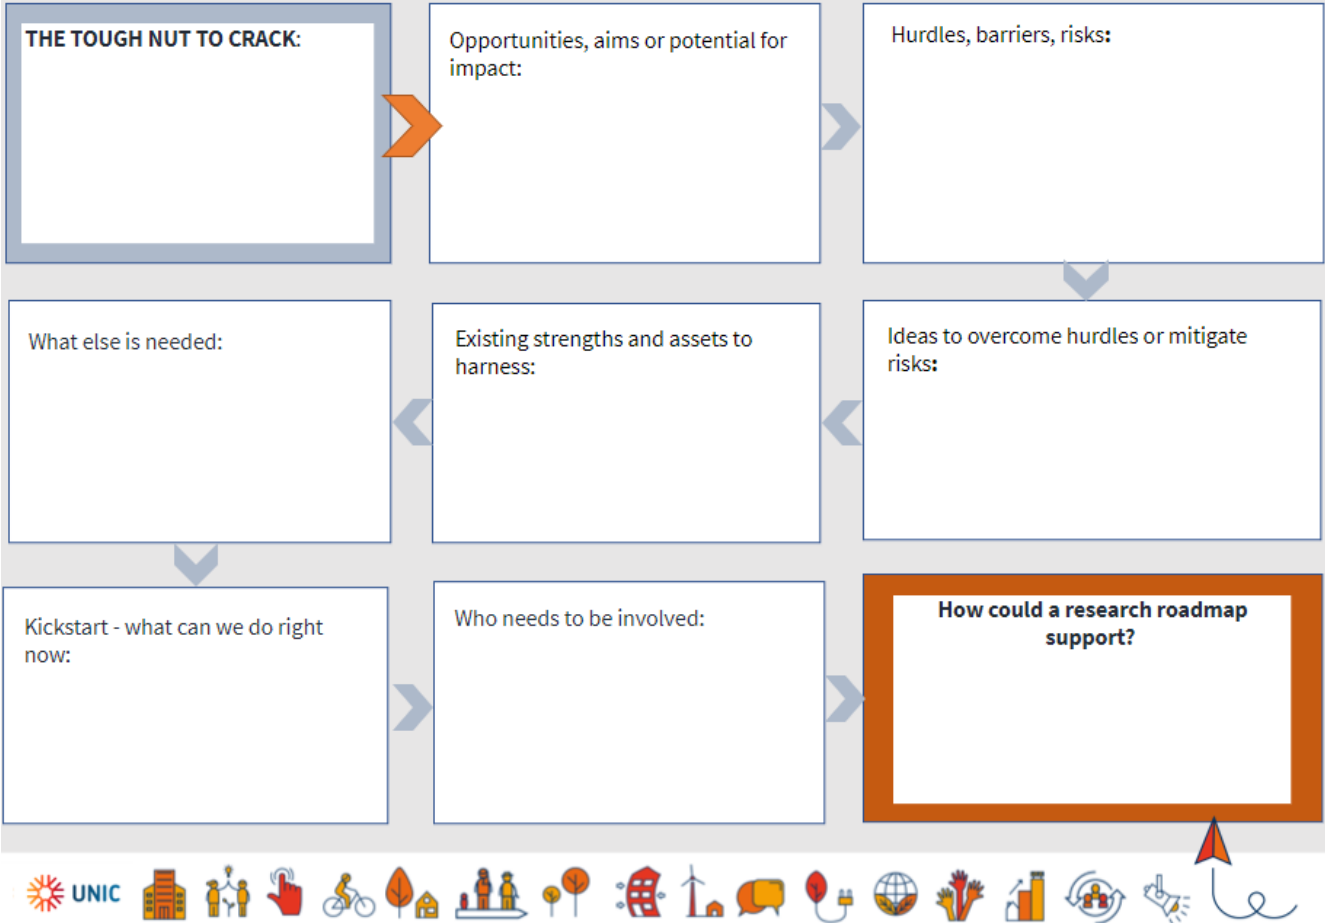 THE TOUGH NUT TO CRACK:
Opportunities, aims or potential for
impact:
Hurdles, barriers, risks:
Ideas to overcome hurdles or mitigate
risks:
Existing strengths and assets to
harness:
What else is needed:
Kickstart - what can we do right
now:
Who needs to be involved:
How could a research roadmap
support?
UNIC